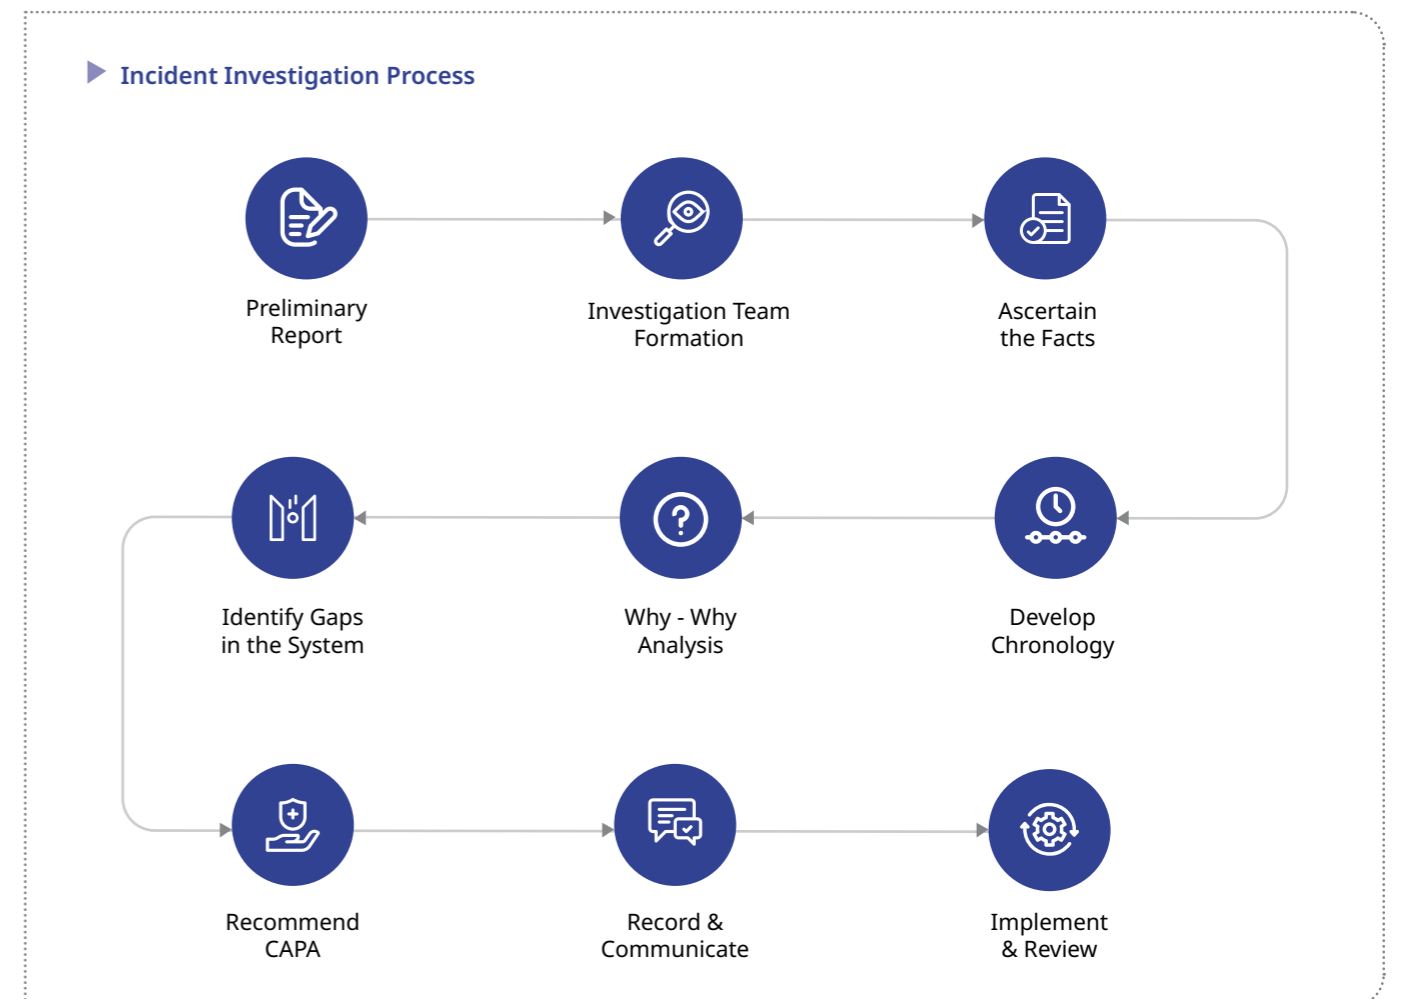 Incident Investigation Process
Preliminary
Report
Investigation Team
Formation
Ascertain
the Facts
Develop
Chronology
Why - Why
Analysis
Identify Gaps
in the System
Recommend
CAPA
Record &
Communicate
Implement
& Review